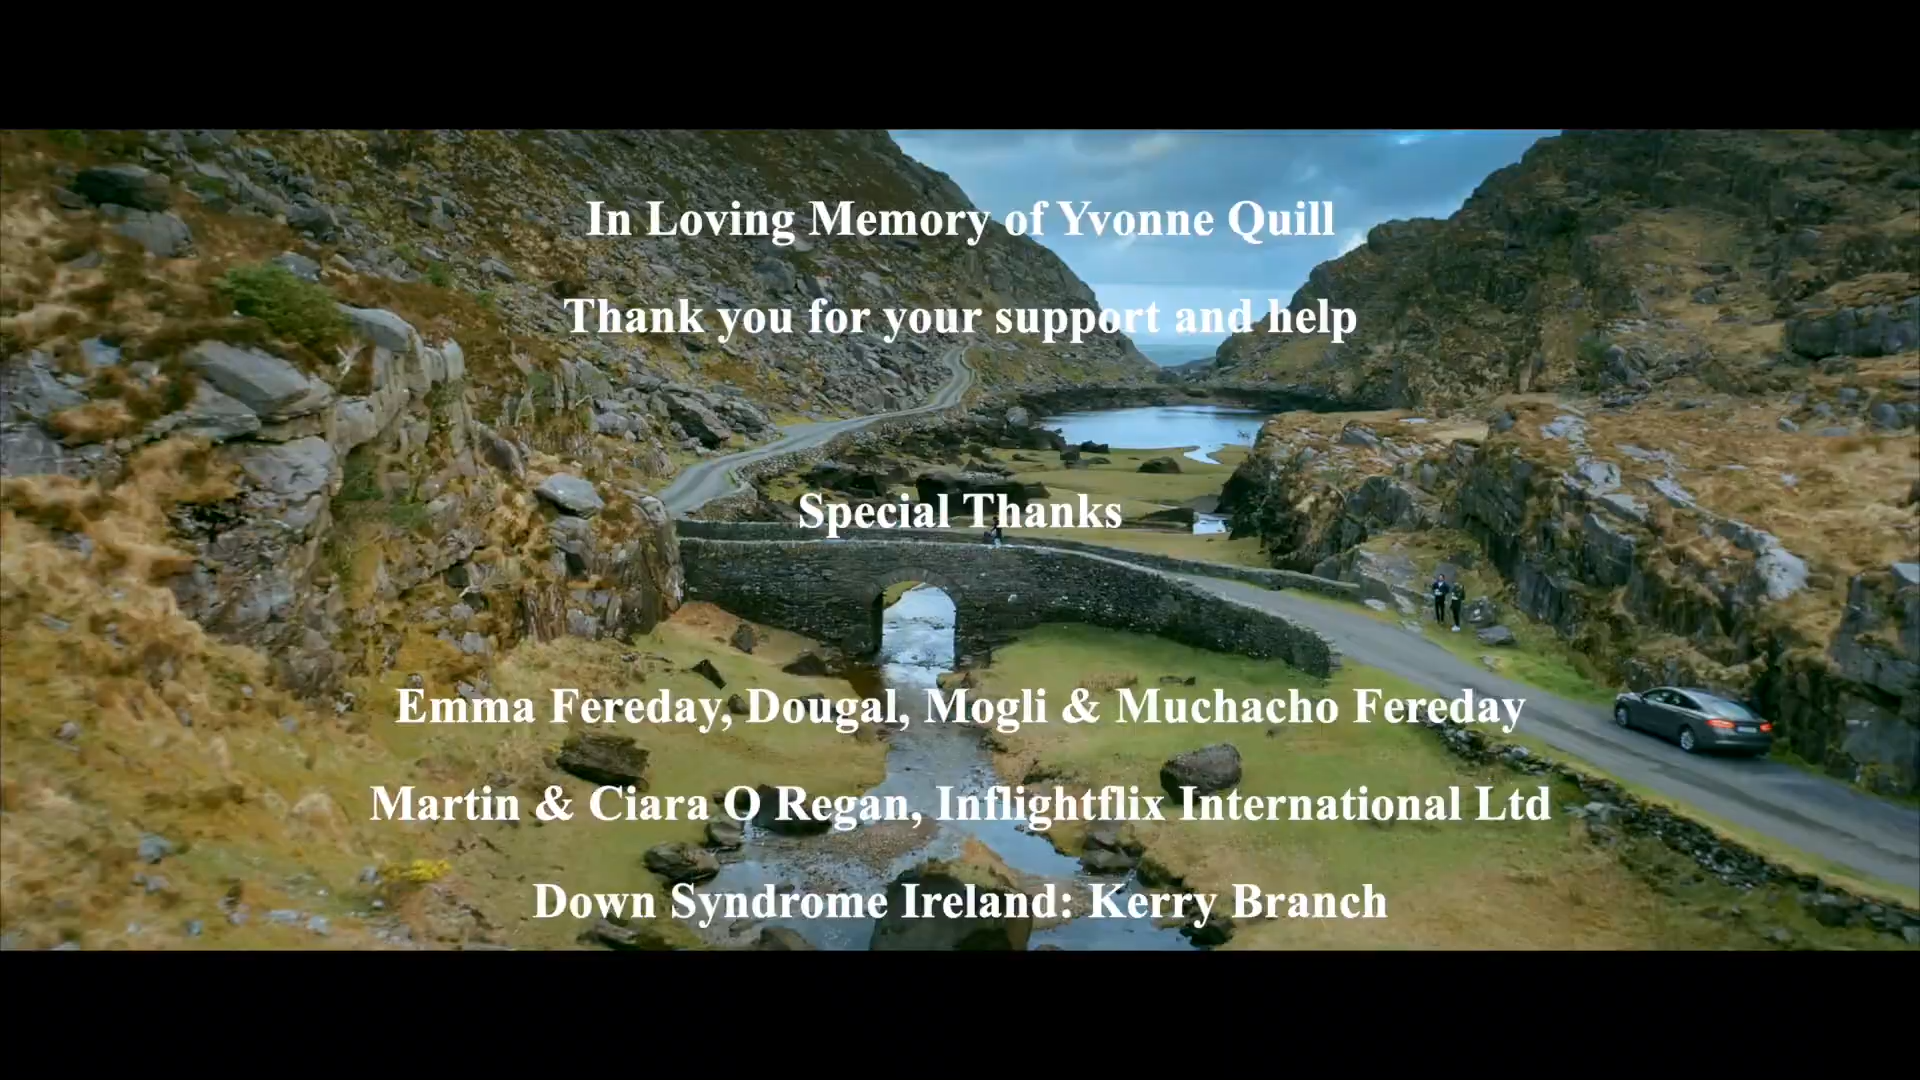 In Loving Memory of Yvonne Quill
Thank you for your support and help
Special Thanks
Emma Fereday, Dougal, Mogli & Muchacho Fereday
Martin & Ciara O Regan, Inflightflix International Ltd
Down Syndrome Ireland: Kerry Branch